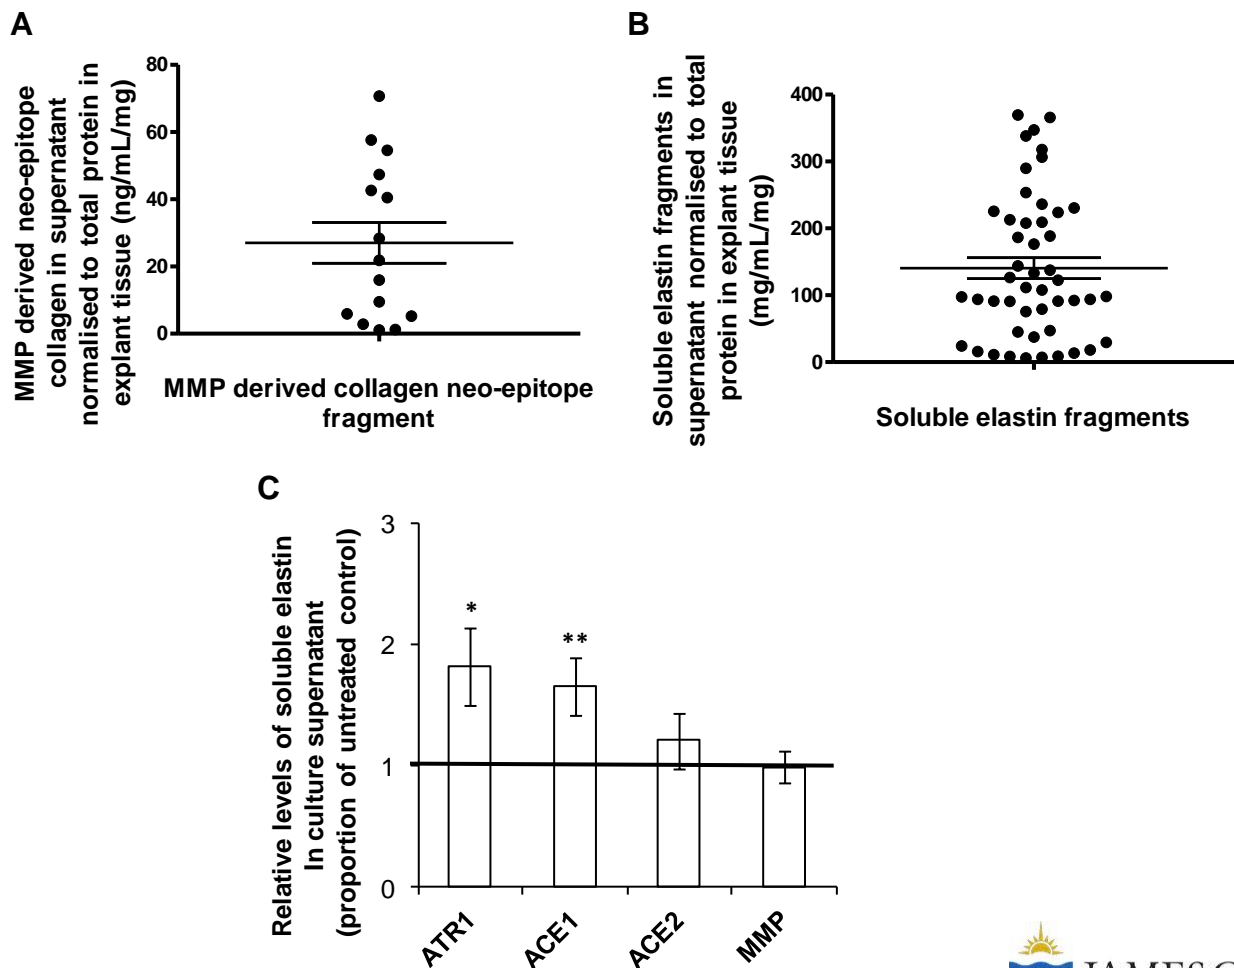 A
MMP derived neo-epitope
collagen in supernatant
normalised to total protein in
explant tissue (ng/mL/mg)
80
60
40
20
0
MMP derived collagen neo-epitope
fragment
B
Soluble elastin fragments in
supernatant normalised to total
protein in explant tissue
(mg/mL/mg)
400
300
200
100
0
Soluble elastin fragments
C
Relative levels of soluble elastin
In culture supernatant
(proportion of untreated control)
3
2
1
0
*
**
ATR1
ACE1
ACE2
MMP